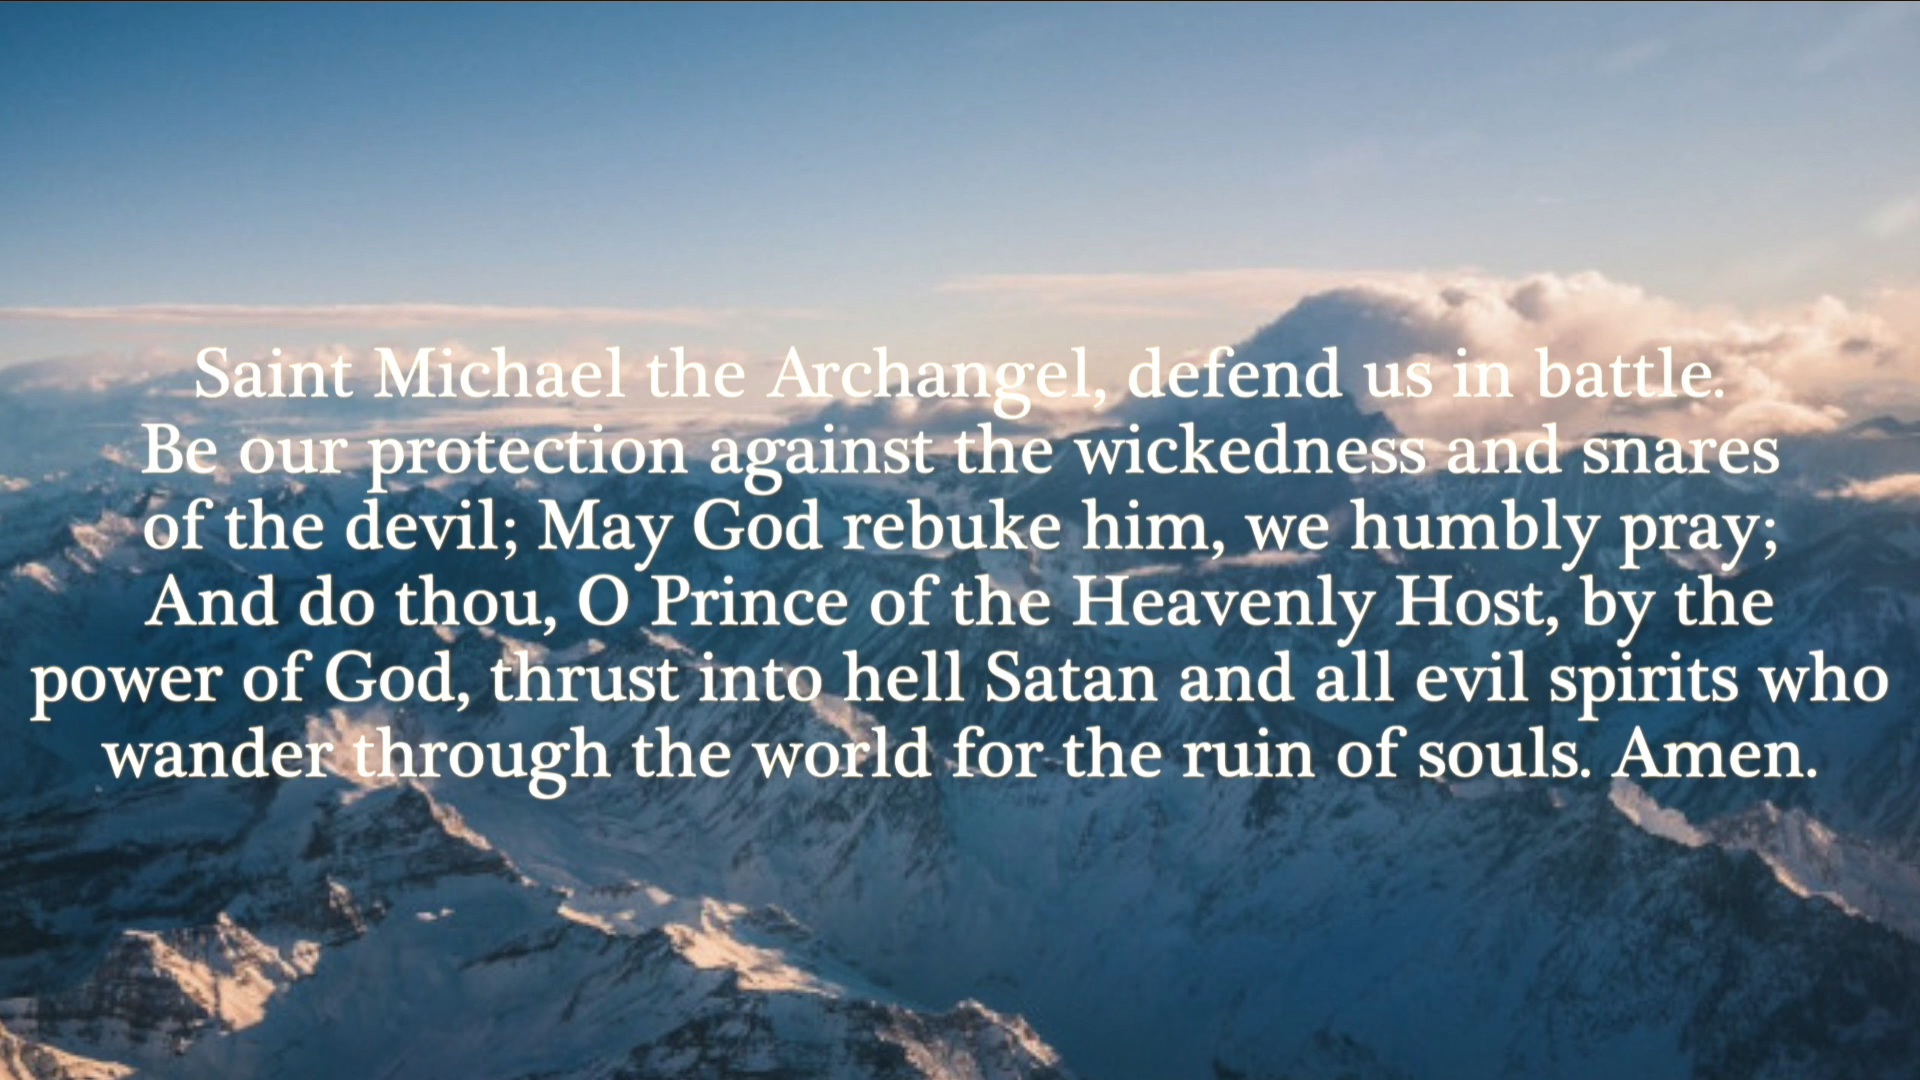 Saint Michael the Archangel, defend us in battle.
Be our protection against the wickedness and snares
of the devil; May God rebuke him, we humbly pray;
And do thou, O Prince of the Heavenly Host, by the
power of God, thrust into hell Satan and all evil spirits who
wander through the world for the ruin of souls. Amen.